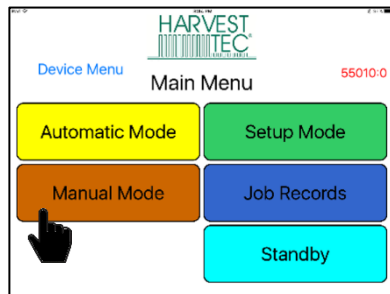 HARVEST
TEC
Device Menu
Main Menu
55010:0
Automatic Mode
Setup Mode
Manual Mode
Job Records
Standby